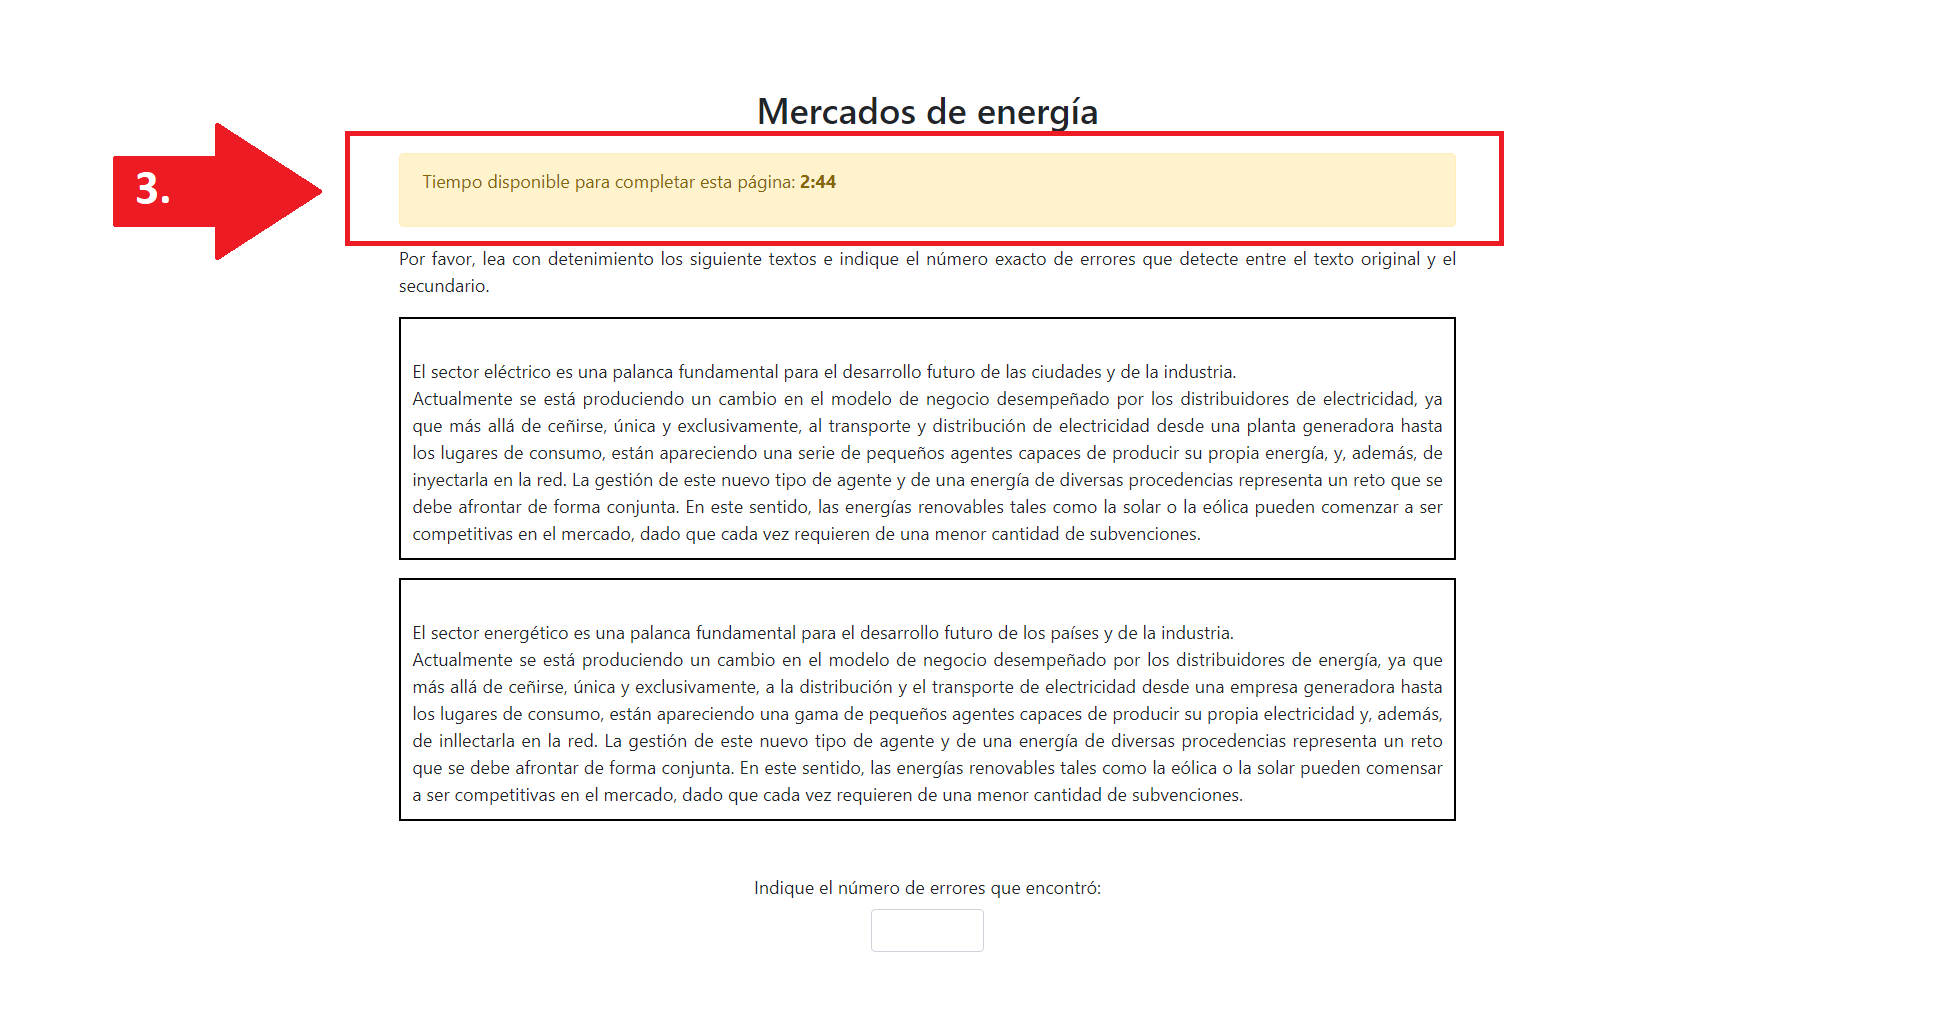 Mercados de energía
3.
Tiempo disponible para completar esta página: 2:44
Por favor, lea con detenimiento los siguiente textos e indique el número exacto de errores que detecte entre el texto original y el
secundario.
El sector eléctrico es una palanca fundamental para el desarrollo futuro de las ciudades y de la industria.
Actualmente se está produciendo un cambio en el modelo de negocio desempeñado por los distribuidores de electricidad, ya
que más allá de ceñirse, única y exclusivamente, al transporte y distribución de electricidad desde una planta generadora hasta
los lugares de consumo, están apareciendo una serie de pequeños agentes capaces de producir su propia energía, y, además, de
inyectarla en la red. La gestión de este nuevo tipo de agente y de una energía de diversas procedencias representa un reto que se
debe afrontar de forma conjunta. En este sentido, las energías renovables tales como la solar o la eólica pueden comenzar a ser
competitivas en el mercado, dado que cada vez requieren de una menor cantidad de subvenciones.
El sector energético es una palanca fundamental para el desarrollo futuro de los países y de la industria.
Actualmente se está produciendo un cambio en el modelo de negocio desempeñado por los distribuidores de energía, ya que
más allá de ceñirse, única y exclusivamente, a la distribución y el transporte de electricidad desde una empresa generadora hasta
los lugares de consumo, están apareciendo una gama de pequeños agentes capaces de producir su propia electricidad y, además,
de inllectarla en la red. La gestión de este nuevo tipo de agente y de una energía de diversas procedencias representa un reto
que se debe afrontar de forma conjunta. En este sentido, las energías renovables tales como la eólica o la solar pueden comensar
a ser competitivas en el mercado, dado que cada vez requieren de una menor cantidad de subvenciones.
Indique el número de errores que encontró: